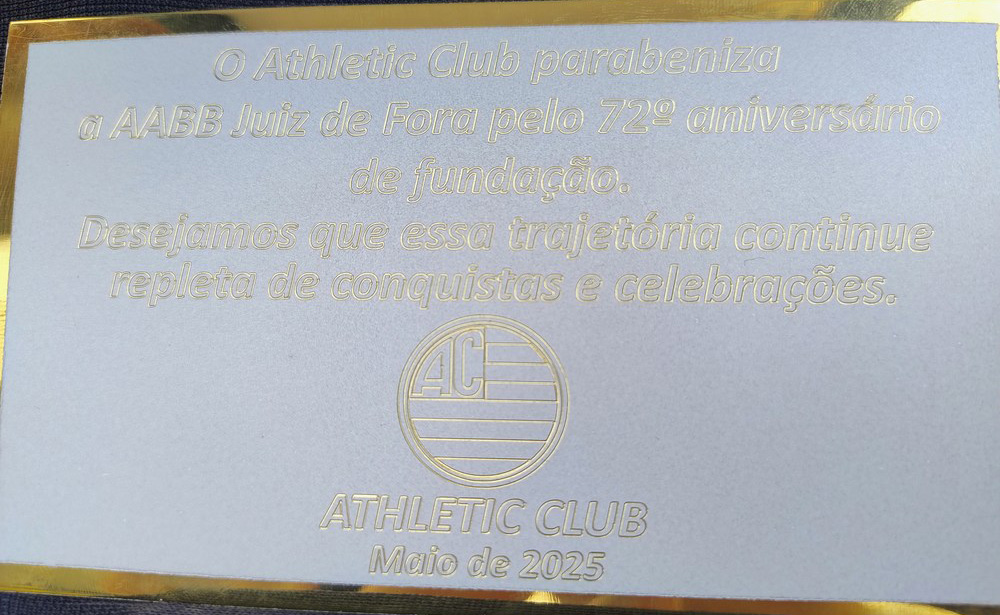 O Athletic Club parabeniza
a AABB Juiz de Fora pelo 72º aniversário
de fundação.
Desejamos que essa trajetória continue
repleta de conquistas e celebrações.
AC
ATHLETIC CLUB
Maio de 2025